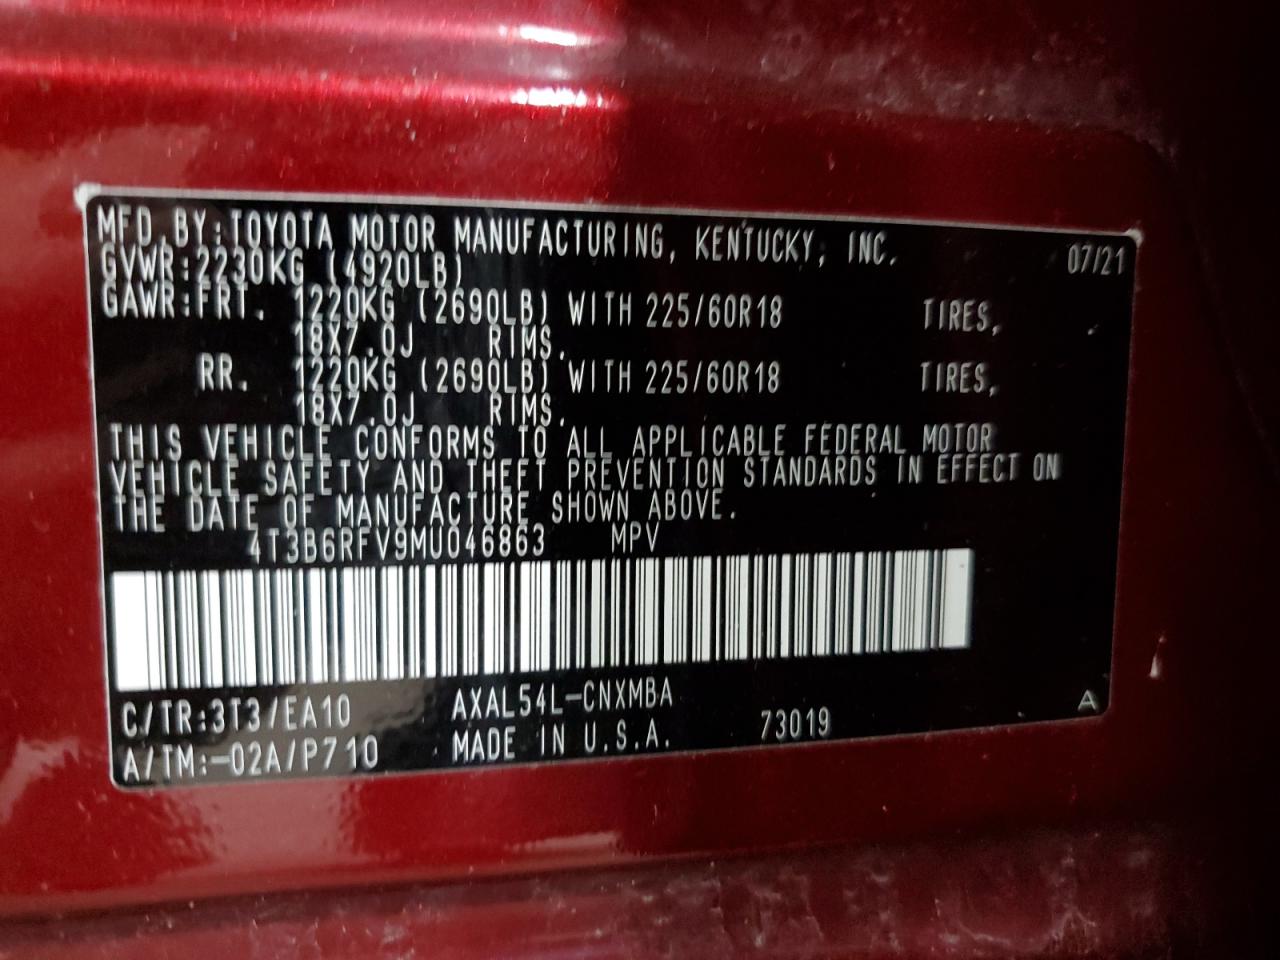 MFD.BY:TOYOTA MOTOR MANUFACTURING, KENTUCKY, INC. 07/21
GVWR:2230KG (4920LB)
GAWR:FRT. 1220KG (2690LB) WITH 225/60R18 TIRES,
18X7.0J RIMS.
RR. 1220KG (2690LB) WITH 225/60R18 TIRES,
18X7.0J RIMS.
THIS VEHICLE CONFORMS TO ALL APPLICABLE FEDERAL MOTOR
VEHICLE SAFETY AND THEFT PREVENTION STANDARDS IN EFFECT ON
THE DATE OF MANUFACTURE SHOWN ABOVE.
4T3B6RFV9MU046863 MPV
C/TR:3T3/EA10 AXAL54L-CNXMBA
A/TM:-02A/P710 MADE IN U.S.A. 73019 A